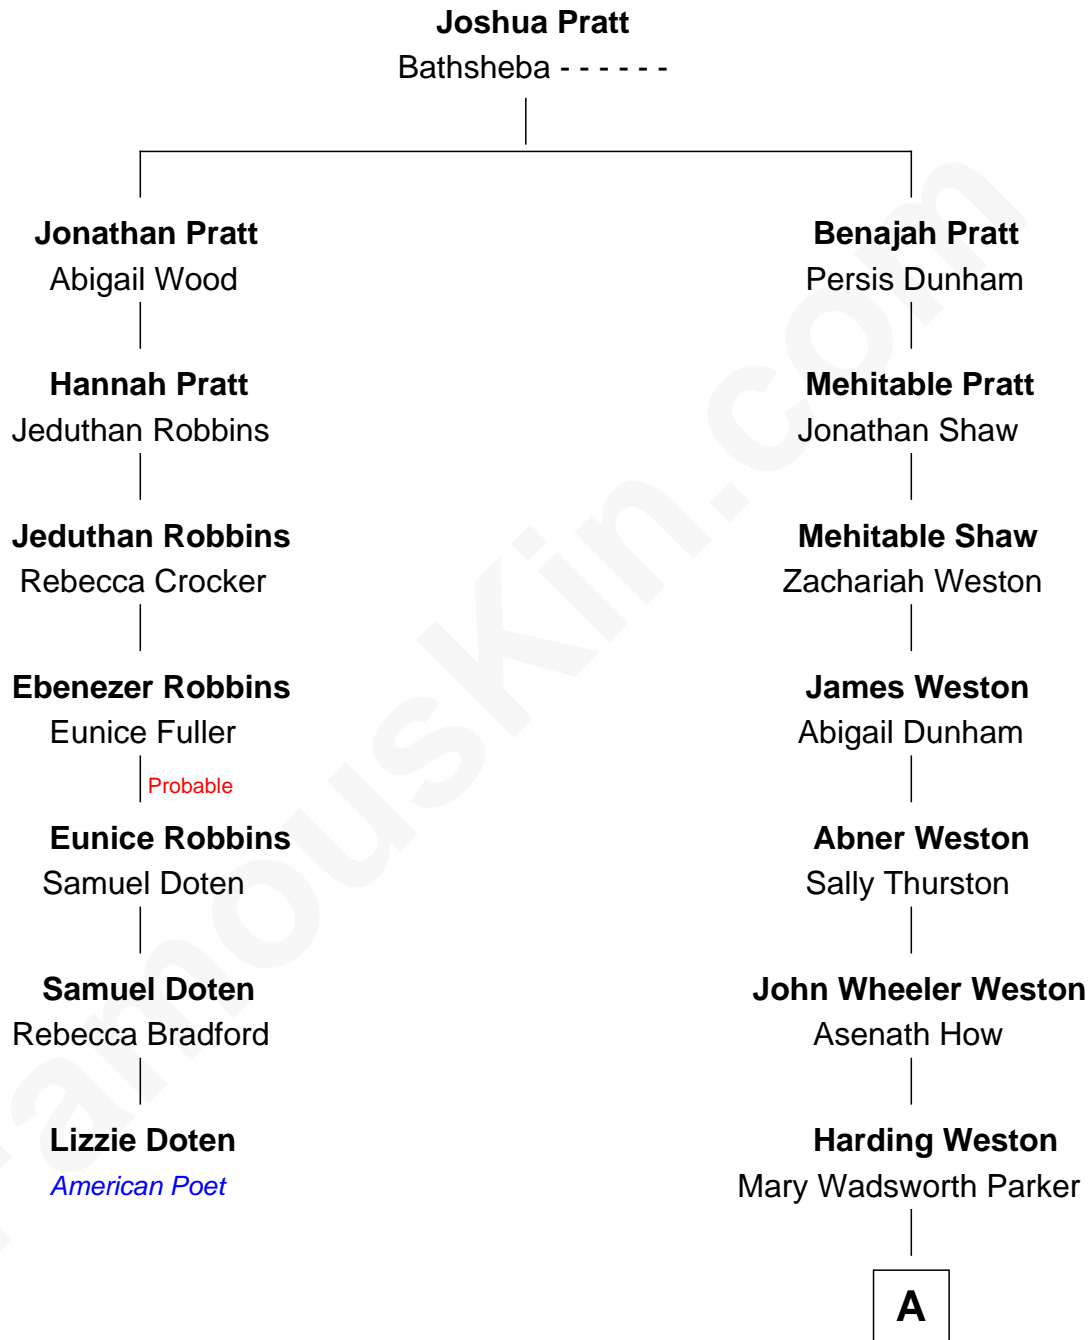 Joshua Pratt
Bathsheba - - - - - -
Jonathan Pratt
Abigail Wood
Hannah Pratt
Jeduthan Robbins
Jeduthan Robbins
Rebecca Crocker
Ebenezer Robbins
Eunice Fuller
Probable
Eunice Robbins
Samuel Doten
Samuel Doten
Rebecca Bradford
Lizzie Doten
American Poet
Benajah Pratt
Persis Dunham
Mehitable Pratt
Jonathan Shaw
Mehitable Shaw
Zachariah Weston
James Weston
Abigail Dunham
Abner Weston
Sally Thurston
John Wheeler Weston
Asenath How
Harding Weston
Mary Wadsworth Parker
A
FamousKin.com